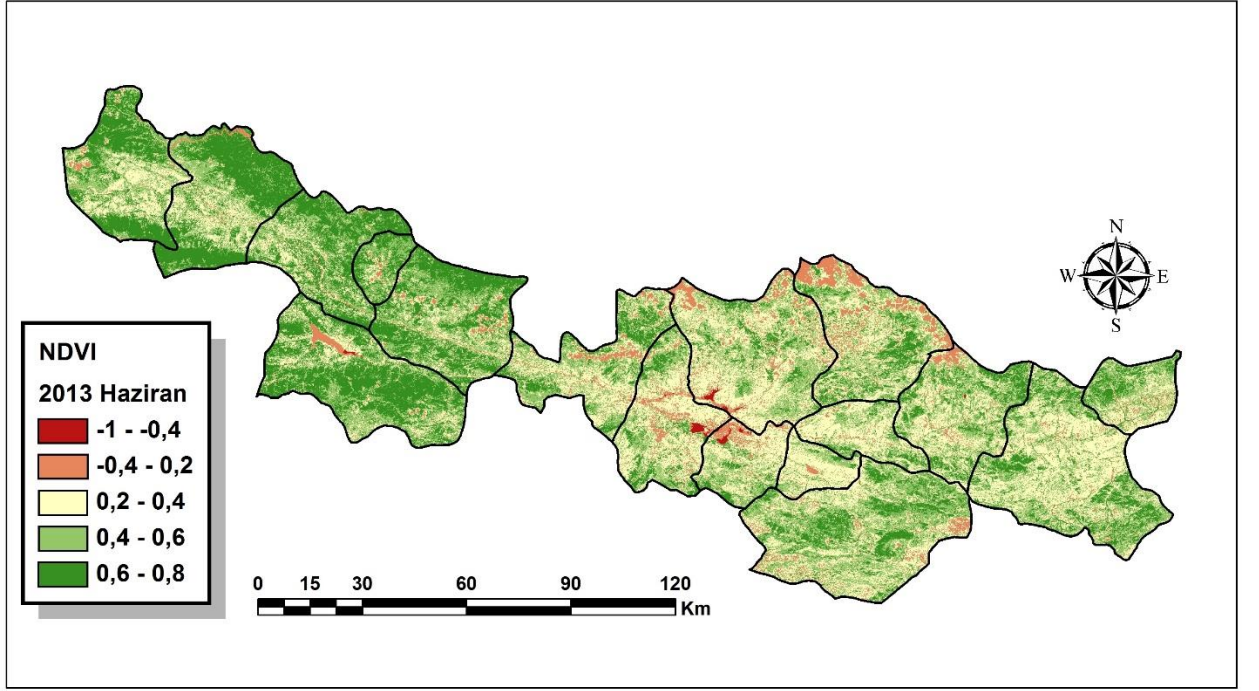 N
W E
S
NDVI
2013 Haziran
-1 - -0,4
-0,4 - 0,2
0,2 - 0,4
0,4 - 0,6
0,6 - 0,8
0 15 30 60 90 120
Km